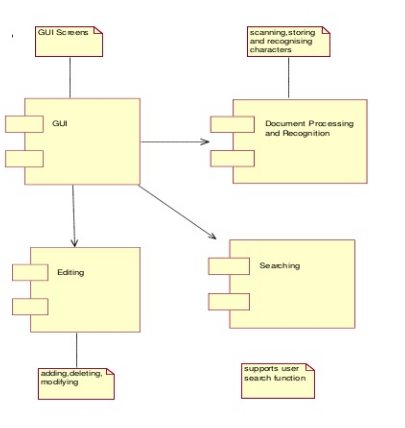 GUI Screens
scanning,storing
and recognising
characters
GUI
Document Processing
and Recognition
Editing
Searching
adding,deleting,
modifying
supports user
search function